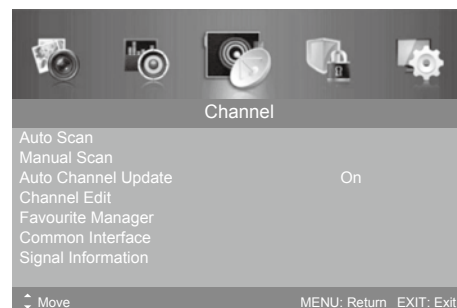 Channel
Auto Scan
Manual Scan
Auto Channel Update On
Channel Edit
Favourite Manager
Common Interface
Signal Information
Move MENU: Return EXIT: Exit